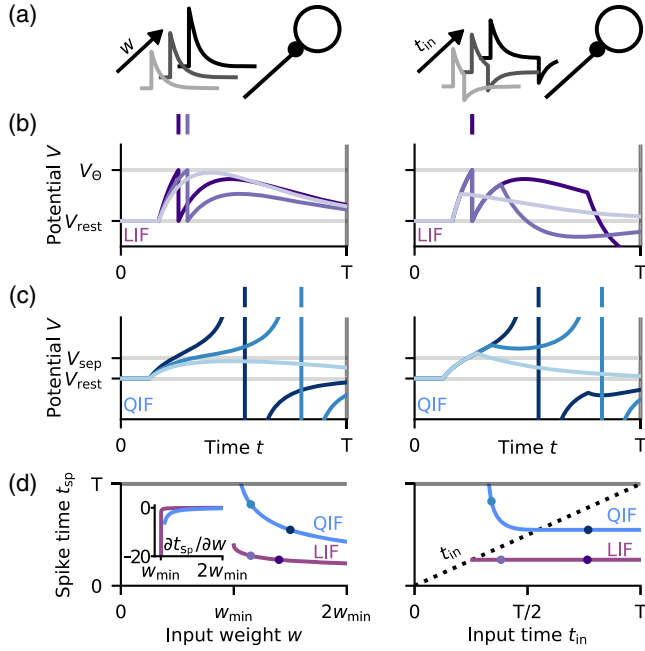 (a)
w
t_in
(b)
Potential V
V_Θ
V_rest
LIF
0
T
LIF
0
T
(c)
Potential V
V_sep
V_rest
QIF
0
Time t
T
QIF
0
Time t
T
(d)
Spike time t_sp
T
0
0
−20
∂t_sp/∂w
w_min
2w_min
QIF
LIF
0
w_min
2w_min
Input weight w
t_in
QIF
LIF
0
T/2
T
Input time t_in